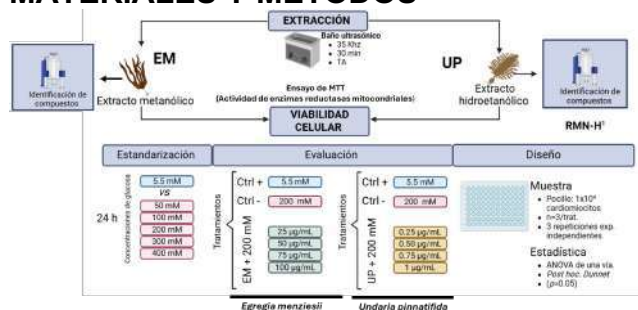 MATERIALES Y MÉTODOS
EXTRACCIÓN
Baño ultrasónico
• 35 Khz
• 30 min
• TA
EM
UP
Identificación de compuestos
Extracto metanólico
Ensayo de MTT
(Actividad de enzimas reductasas mitocondriales)
Extracto hidroetanólico
Identificación de compuestos
VIABILIDAD CELULAR
RMN-H¹
Estandarización
Evaluación
Diseño
24 h
Concentraciones de glucosa
5.5 mM
VS
50 mM
100 mM
200 mM
300 mM
400 mM
Tratamientos
Ctrl +
5.5 mM
Ctrl -
200 mM
EM + 200 mM
25 µg/mL
50 µg/mL
75 µg/mL
100 µg/mL
Tratamientos
Ctrl +
5.5 mM
Ctrl -
200 mM
UP + 200 mM
0.25 µg/mL
0.50 µg/mL
0.75 µg/mL
1 µg/mL
Muestra
• Pocillo: 1x10⁴ cardiomiocitos
• n=3/trat.
• 3 repeticiones exp. independientes
Estadística
• ANOVA de una vía.
• Post hoc. Dunnet
• (p=0.05)
Egregia menziesii
Undaria pinnatifida